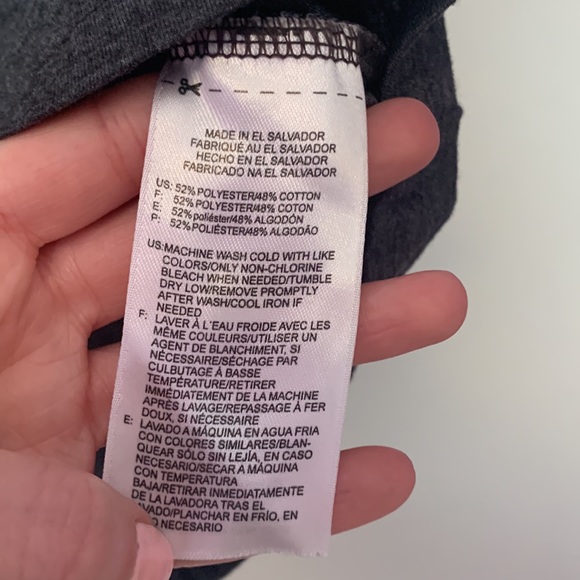 MADE IN EL SALVADOR
FABRIQUÉ AU EL SALVADOR
HECHO EN EL SALVADOR
FABRICADO NA EL SALVADOR
US: 52% POLYESTER/48% COTTON
F: 52% POLYESTER/48% COTON
E: 52% poliéster/48% ALGODÓN
P: 52% POLIÉSTER/48% ALGODÃO
US:MACHINE WASH COLD WITH LIKE
COLORS/ONLY NON-CHLORINE
BLEACH WHEN NEEDED/TUMBLE
DRY LOW/REMOVE PROMPTLY
AFTER WASH/COOL IRON IF
NEEDED
F: LAVER À L'EAU FROIDE AVEC LES
MÊME COULEURS/UTILISER UN
AGENT DE BLANCHIMENT, SI
NÉCESSAIRE/SÉCHAGE PAR
CULBUTAGE À BASSE
TEMPÉRATURE/RETIRER
IMMÉDIATEMENT DE LA MACHINE
APRÈS LAVAGE/REPASSAGE À FER
DOUX, SI NÉCESSAIRE
E: LAVADO A MÁQUINA EN AGUA FRIA
CON COLORES SIMILARES/BLAN-
QUEAR SÓLO SIN LEJÍA, EN CASO
NECESARIO/SECAR A MÁQUINA
CON TEMPERATURA
BAJA/RETIRAR INMEDIATAMENTE
DE LA LAVADORA TRAS EL
LAVADO/PLANCHAR EN FRÍO, EN
NECESARIO